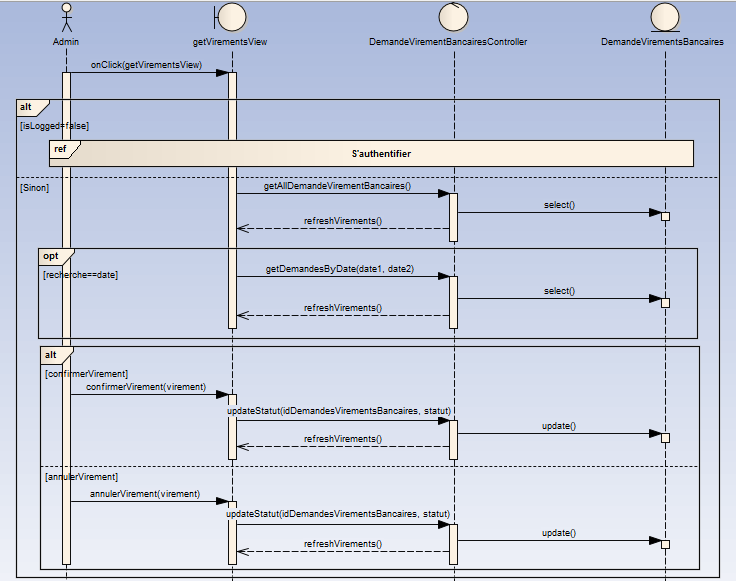 Admin
getVirementsView
DemandeVirementBancairesController
DemandeVirementsBancaires
onClick(getVirementsView)
alt
[isLogged=false]
ref
S'authentifier
[Sinon]
getAllDemandeVirementBancaires()
select()
refreshVirements()
opt
[recherche==date]
getDemandesByDate(date1, date2)
select()
refreshVirements()
alt
[confirmerVirement]
confirmerVirement(virement)
updateStatut(idDemandesVirementsBancaires, statut)
update()
refreshVirements()
[annulerVirement]
annulerVirement(virement)
updateStatut(idDemandesVirementsBancaires, statut)
update()
refreshVirements()